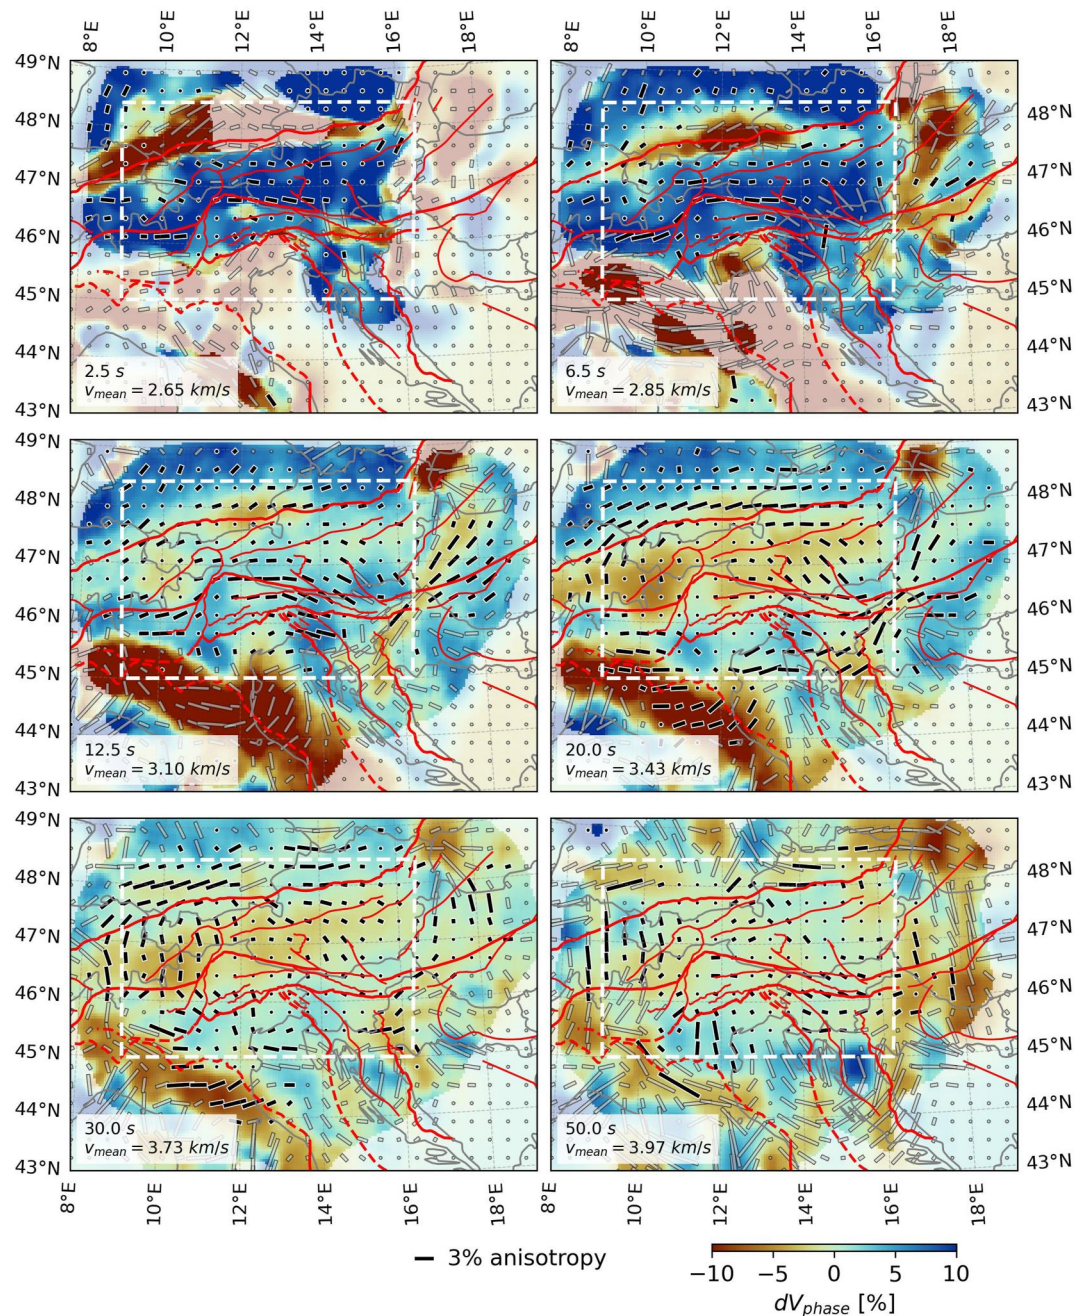 8°E 10°E 12°E 14°E 16°E 18°E 8°E 10°E 12°E 14°E 16°E 18°E
49°N
48°N 48°N
47°N 47°N
46°N 46°N
45°N 45°N
44°N 44°N
43°N 43°N
2.5 s
v_mean = 2.65 km/s
6.5 s
v_mean = 2.85 km/s
49°N
48°N 48°N
47°N 47°N
46°N 46°N
45°N 45°N
44°N 44°N
43°N 43°N
12.5 s
v_mean = 3.10 km/s
20.0 s
v_mean = 3.43 km/s
49°N
48°N 48°N
47°N 47°N
46°N 46°N
45°N 45°N
44°N 44°N
43°N 43°N
30.0 s
v_mean = 3.73 km/s
50.0 s
v_mean = 3.97 km/s
8°E 10°E 12°E 14°E 16°E 18°E 8°E 10°E 12°E 14°E 16°E 18°E
3% anisotropy
−10 −5 0 5 10
dV_phase [%]